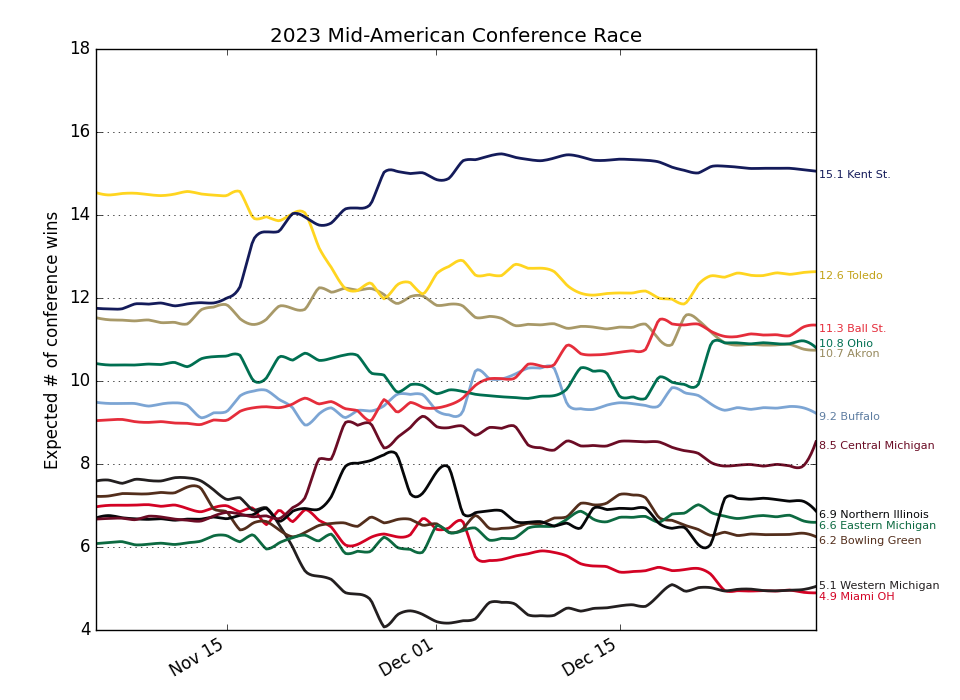 2023 Mid-American Conference Race
Expected # of conference wins
18
16
14
12
10
8
6
4
Nov 15
Dec 01
Dec 15
15.1 Kent St.
12.6 Toledo
11.3 Ball St.
10.8 Ohio
10.7 Akron
9.2 Buffalo
8.5 Central Michigan
6.9 Northern Illinois
6.6 Eastern Michigan
6.2 Bowling Green
5.1 Western Michigan
4.9 Miami OH